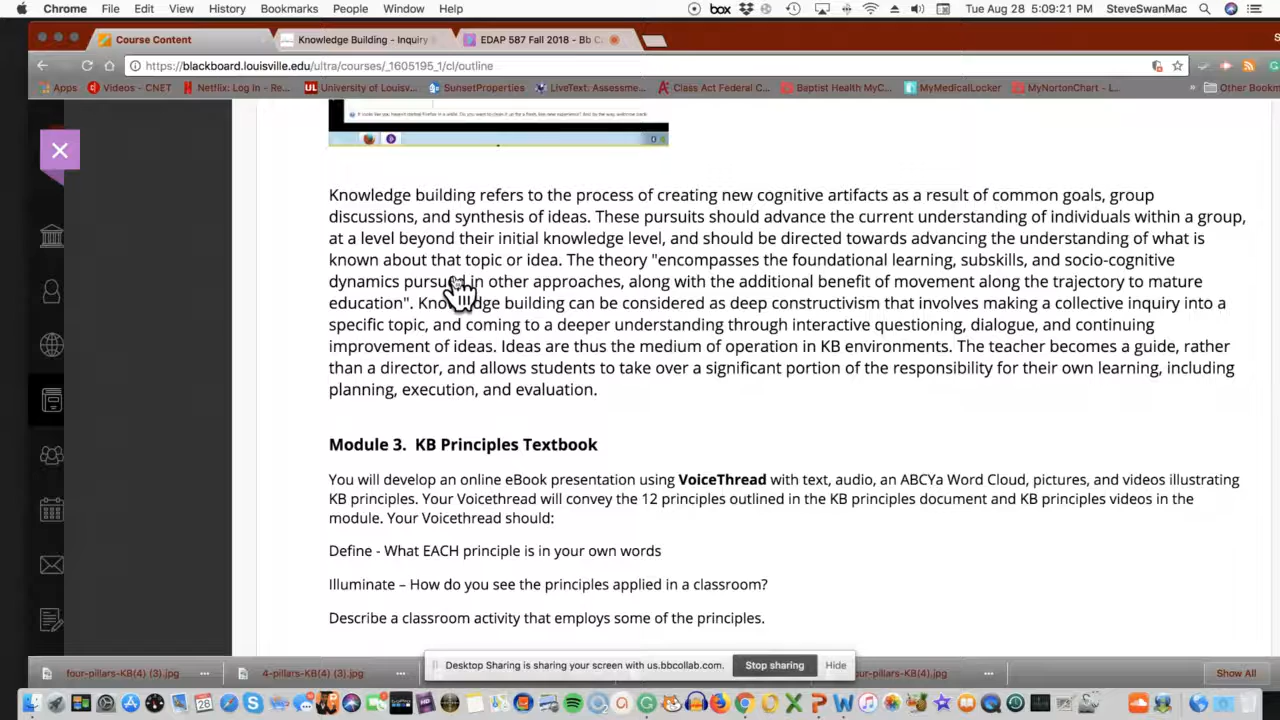 Chrome File Edit View History Bookmarks People Window Help box Tue Aug 28 5:09:21 PM SteveSwanMac
Course Content Knowledge Building - Inquiry EDAP 587 Fall 2018 - Bb C
https://blackboard.louisville.edu/ultra/courses/_1605195_1/cl/outline
Apps Videos - CNET Netflix: Log In - Re... University of Louisv... SunsetProperties LiveText: Assessme... Class Act Federal C... Baptist Health MyC... MyMedicalLocker MyNortonChart - L... » Other Bookm
Knowledge building refers to the process of creating new cognitive artifacts as a result of common goals, group
discussions, and synthesis of ideas. These pursuits should advance the current understanding of individuals within a group,
at a level beyond their initial knowledge level, and should be directed towards advancing the understanding of what is
known about that topic or idea. The theory "encompasses the foundational learning, subskills, and socio-cognitive
dynamics pursued in other approaches, along with the additional benefit of movement along the trajectory to mature
education". Knowledge building can be considered as deep constructivism that involves making a collective inquiry into a
specific topic, and coming to a deeper understanding through interactive questioning, dialogue, and continuing
improvement of ideas. Ideas are thus the medium of operation in KB environments. The teacher becomes a guide, rather
than a director, and allows students to take over a significant portion of the responsibility for their own learning, including
planning, execution, and evaluation.
Module 3. KB Principles Textbook
You will develop an online eBook presentation using VoiceThread with text, audio, an ABCYa Word Cloud, pictures, and videos illustrating
KB principles. Your Voicethread will convey the 12 principles outlined in the KB principles document and KB principles videos in the
module. Your Voicethread should:
Define - What EACH principle is in your own words
Illuminate – How do you see the principles applied in a classroom?
Describe a classroom activity that employs some of the principles.
four-pillars-KB(4) (3).jpg 4-pillars-KB(4) (3).jpg Desktop Sharing is sharing your screen with us.bbcollab.com. Stop sharing Hide our-pillars-KB(4).jpg Show All